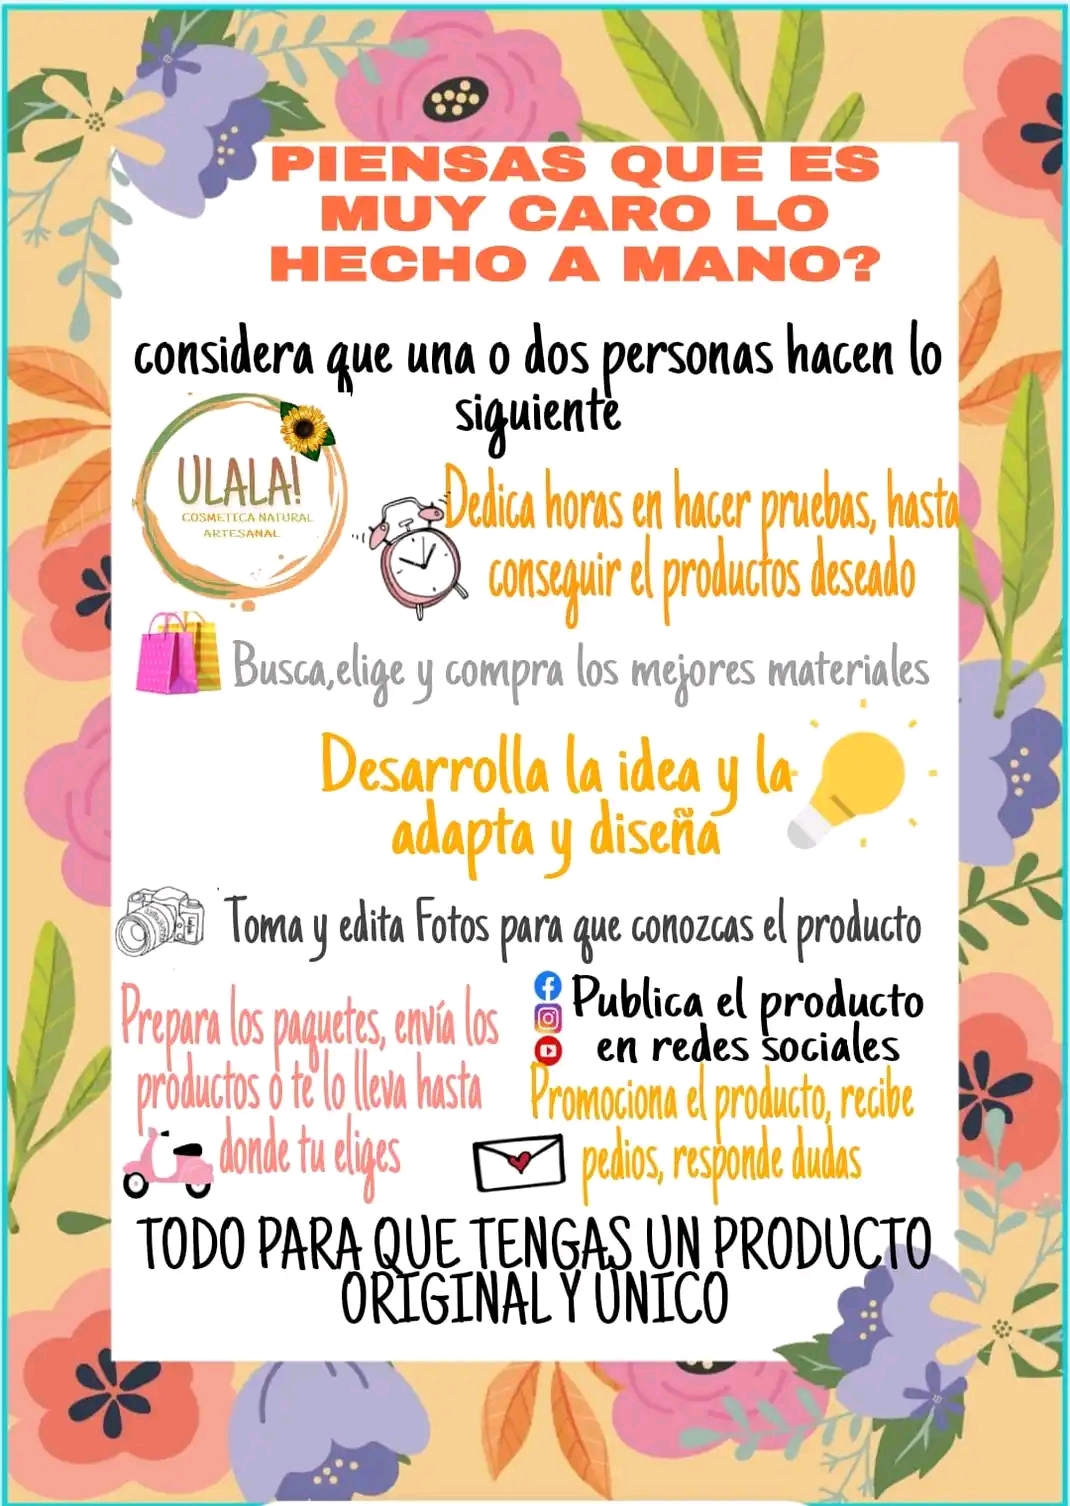 PIENSAS QUE ES
MUY CARO LO
HECHO A MANO?
considera que una o dos personas hacen lo
siguiente
ULALA!
COSMETICA NATURAL
ARTESANAL
Dedica horas en hacer pruebas, hasta
conseguir el productos deseado
Busca,elige y compra los mejores materiales
Desarrolla la idea y la
adapta y diseña
Toma y edita Fotos para que conozcas el producto
Prepara los paquetes, envía los
productos o te lo lleva hasta
donde tu eliges
Publica el producto
en redes sociales
Promociona el producto, recibe
pedios, responde dudas
TODO PARA QUE TENGAS UN PRODUCTO
ORIGINAL Y ÚNICO